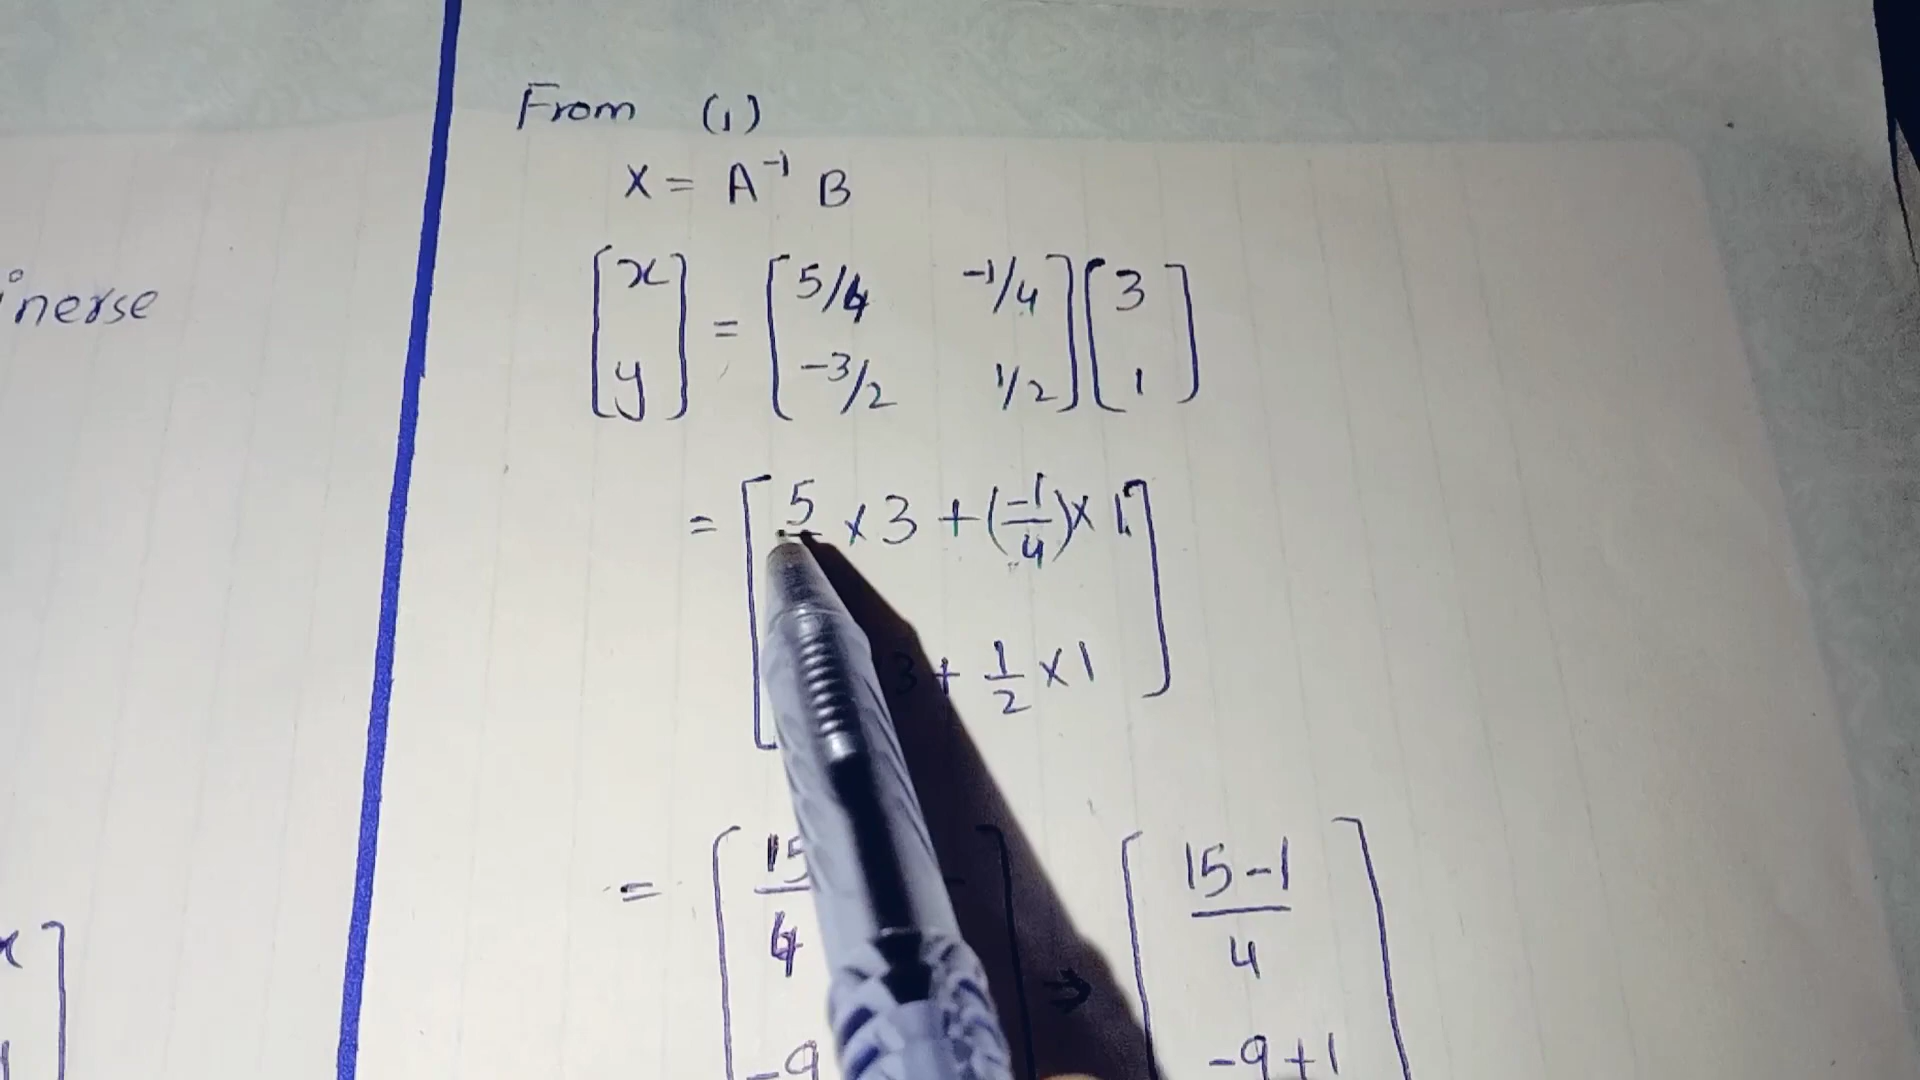 inerse
From (1)
X = A⁻¹ B
[x y] = [5/4 -1/4 -3/2 1/2] [3 1]
= [5 × 3 + (-1/4) × 1
3 + 1/2 × 1]
= [15/4 ⇒ [15-1/4
-9 -9+1
x]